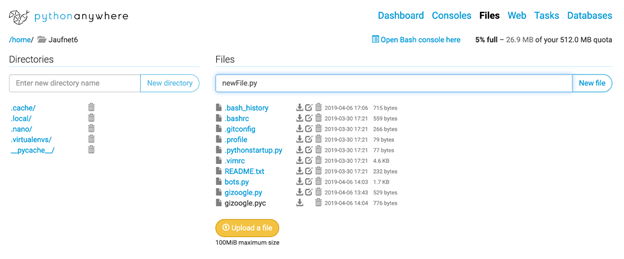 pythonanywhere
Dashboard Consoles Files Web Tasks Databases
/home/ Jaufnet6
Open Bash console here 5% full – 26.9 MB of your 512.0 MB quota
Directories
Files
Enter new directory name New directory
newFile.py New file
.cache/
.local/
.nano/
.virtualenvs/
__pycache__/
.bash_history 2019-04-06 17:06 715 bytes
.bashrc 2019-03-30 17:21 559 bytes
.gitconfig 2019-03-30 17:21 266 bytes
.profile 2019-03-30 17:21 79 bytes
.pythonstartup.py 2019-03-30 17:21 77 bytes
.vimrc 2019-03-30 17:21 4.6 KB
README.txt 2019-03-30 17:21 232 bytes
bots.py 2019-04-06 14:03 1.7 KB
gizoogle.py 2019-04-06 13:43 529 bytes
gizoogle.pyc 2019-04-06 14:04 776 bytes
Upload a file
100MiB maximum size